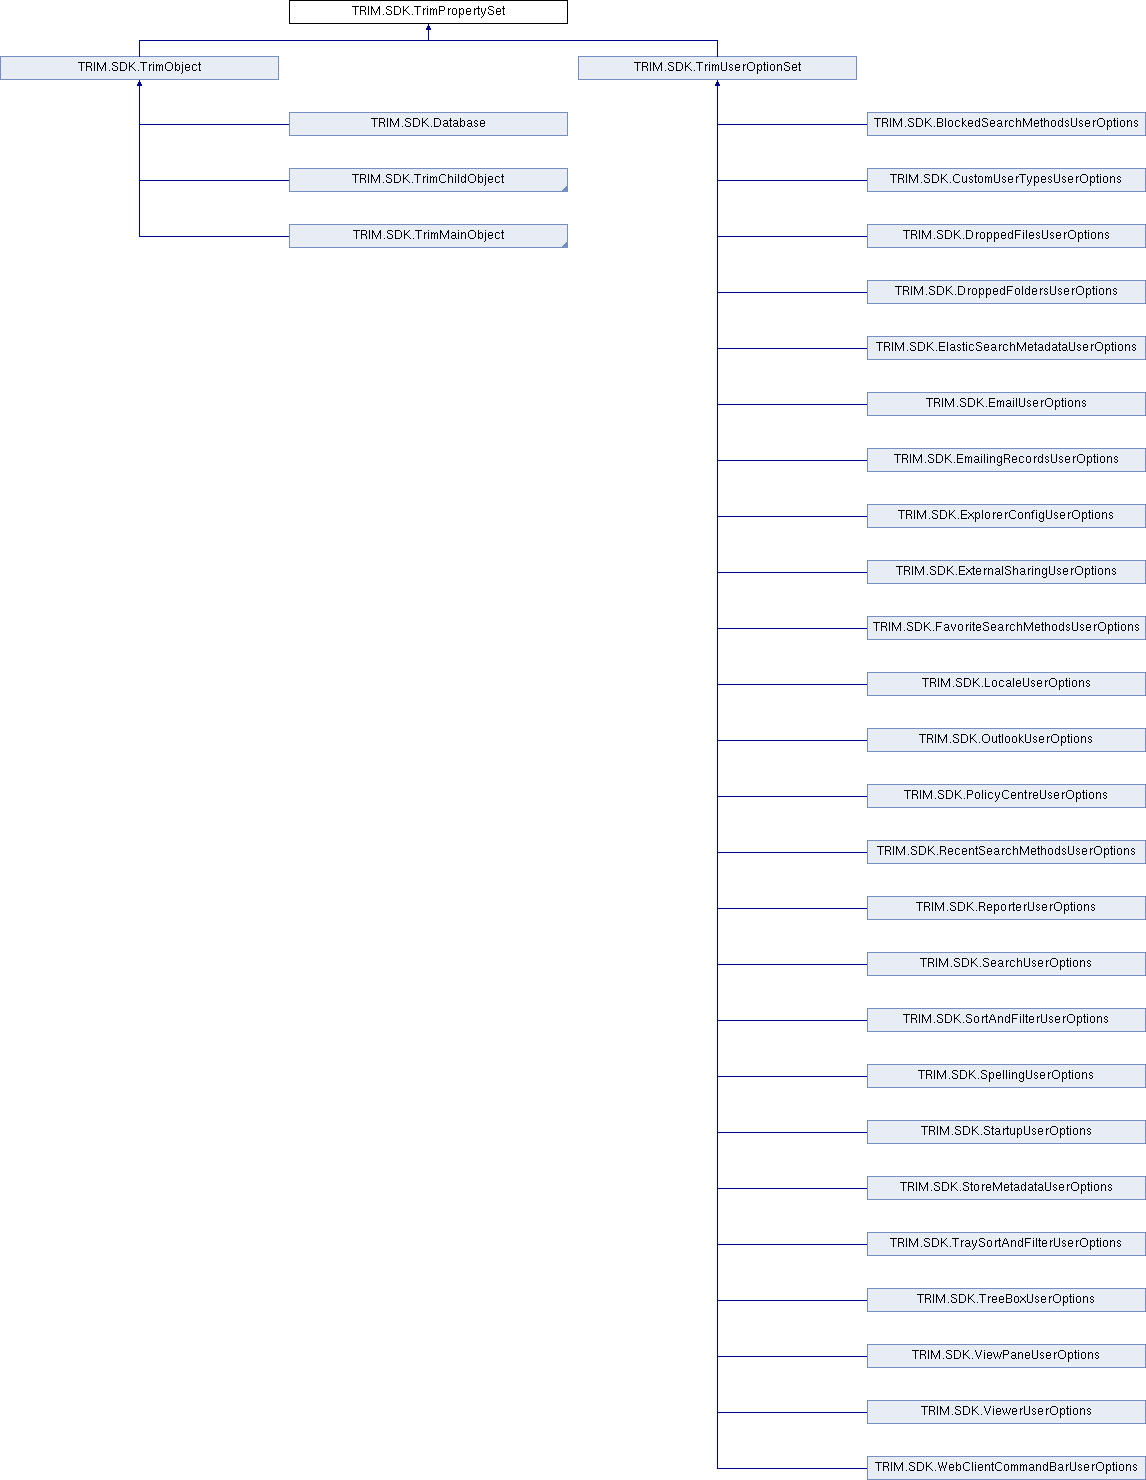 TRIM.SDK.TrimPropertySet
TRIM.SDK.TrimObject
TRIM.SDK.TrimUserOptionSet
TRIM.SDK.Database
TRIM.SDK.BlockedSearchMethodsUserOptions
TRIM.SDK.TrimChildObject
TRIM.SDK.CustomUserTypesUserOptions
TRIM.SDK.TrimMainObject
TRIM.SDK.DroppedFilesUserOptions
TRIM.SDK.DroppedFoldersUserOptions
TRIM.SDK.ElasticSearchMetadataUserOptions
TRIM.SDK.EmailUserOptions
TRIM.SDK.EmailingRecordsUserOptions
TRIM.SDK.ExplorerConfigUserOptions
TRIM.SDK.ExternalSharingUserOptions
TRIM.SDK.FavoriteSearchMethodsUserOptions
TRIM.SDK.LocaleUserOptions
TRIM.SDK.OutlookUserOptions
TRIM.SDK.PolicyCentreUserOptions
TRIM.SDK.RecentSearchMethodsUserOptions
TRIM.SDK.ReporterUserOptions
TRIM.SDK.SearchUserOptions
TRIM.SDK.SortAndFilterUserOptions
TRIM.SDK.SpellingUserOptions
TRIM.SDK.StartupUserOptions
TRIM.SDK.StoreMetadataUserOptions
TRIM.SDK.TraySortAndFilterUserOptions
TRIM.SDK.TreeBoxUserOptions
TRIM.SDK.ViewPaneUserOptions
TRIM.SDK.ViewerUserOptions
TRIM.SDK.WebClientCommandBarUserOptions